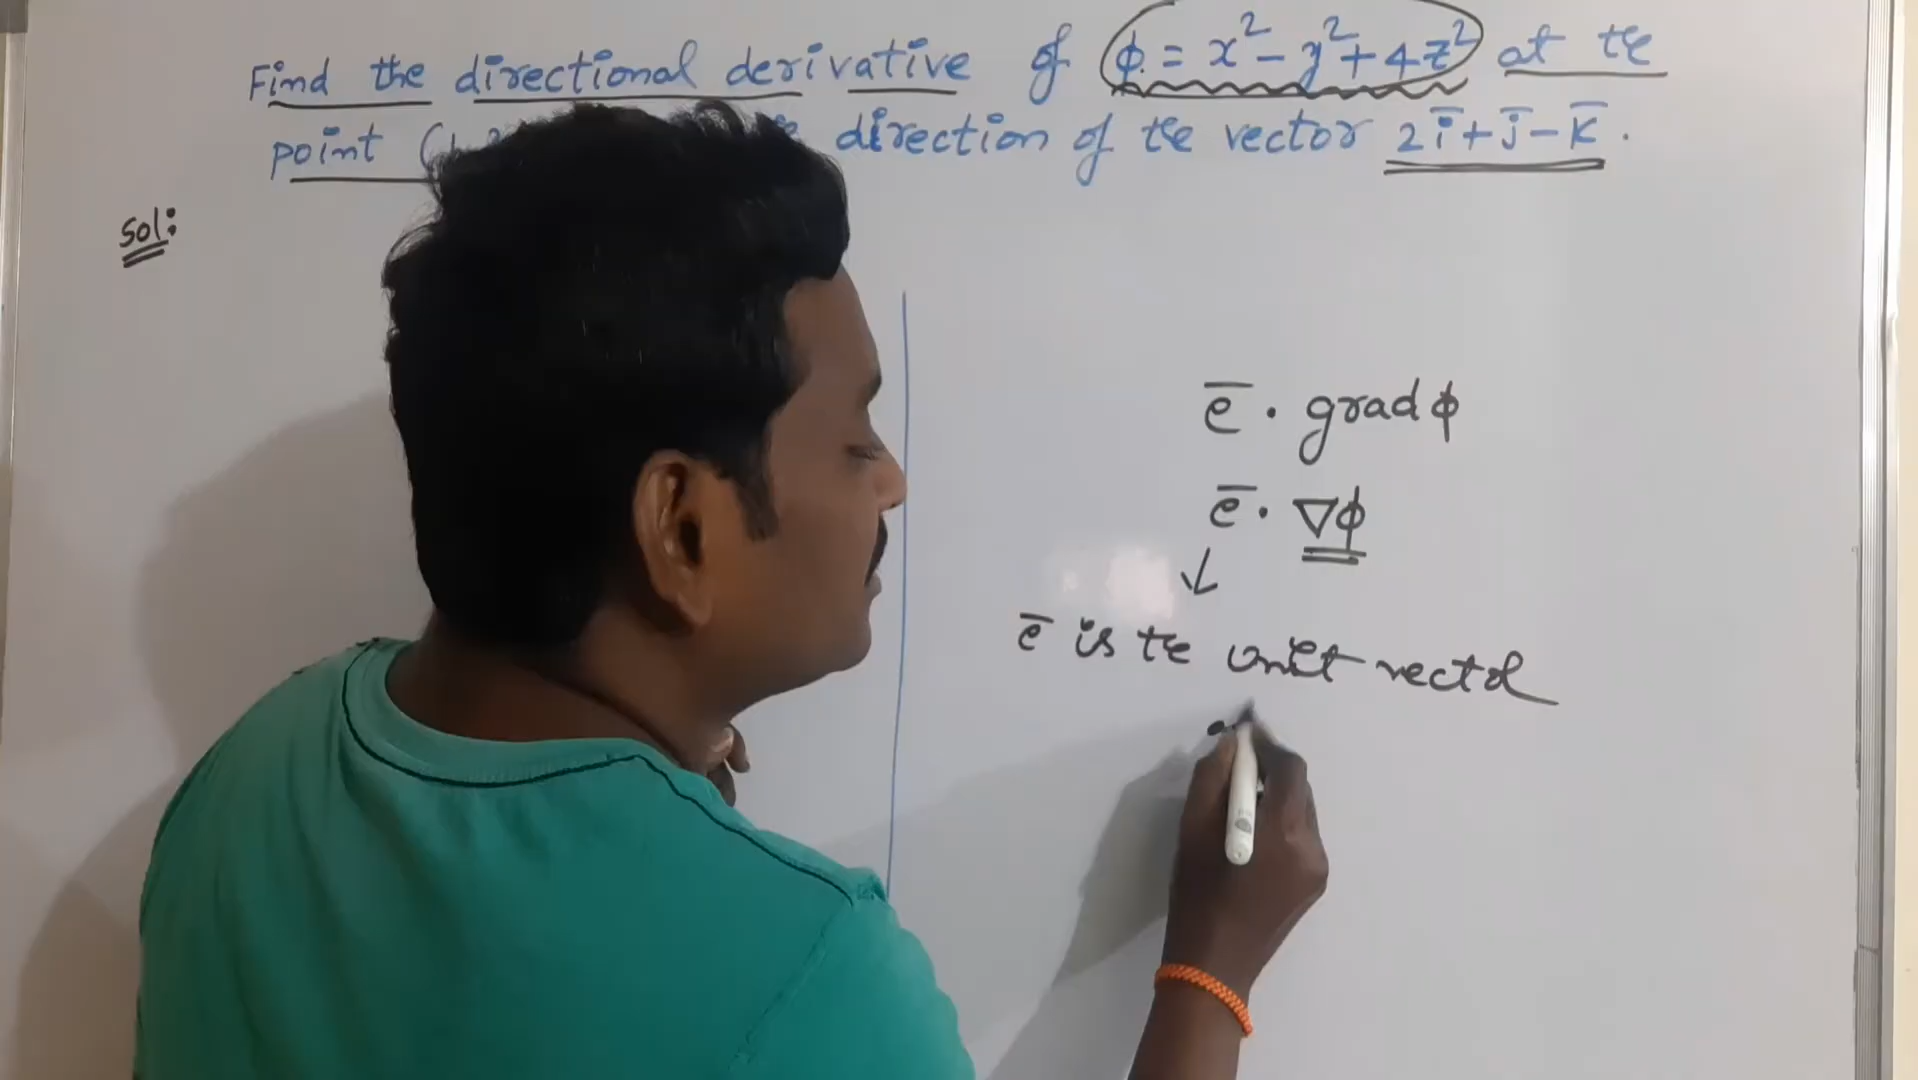 Find the directional derivative of ϕ = x² - y² + 4z² at the
point direction of the vector 2i̅ + j̅ - k̅.
Sol:
e̅ . grad ϕ
e̅ . ∇ϕ
↓
e̅ is the unit vector